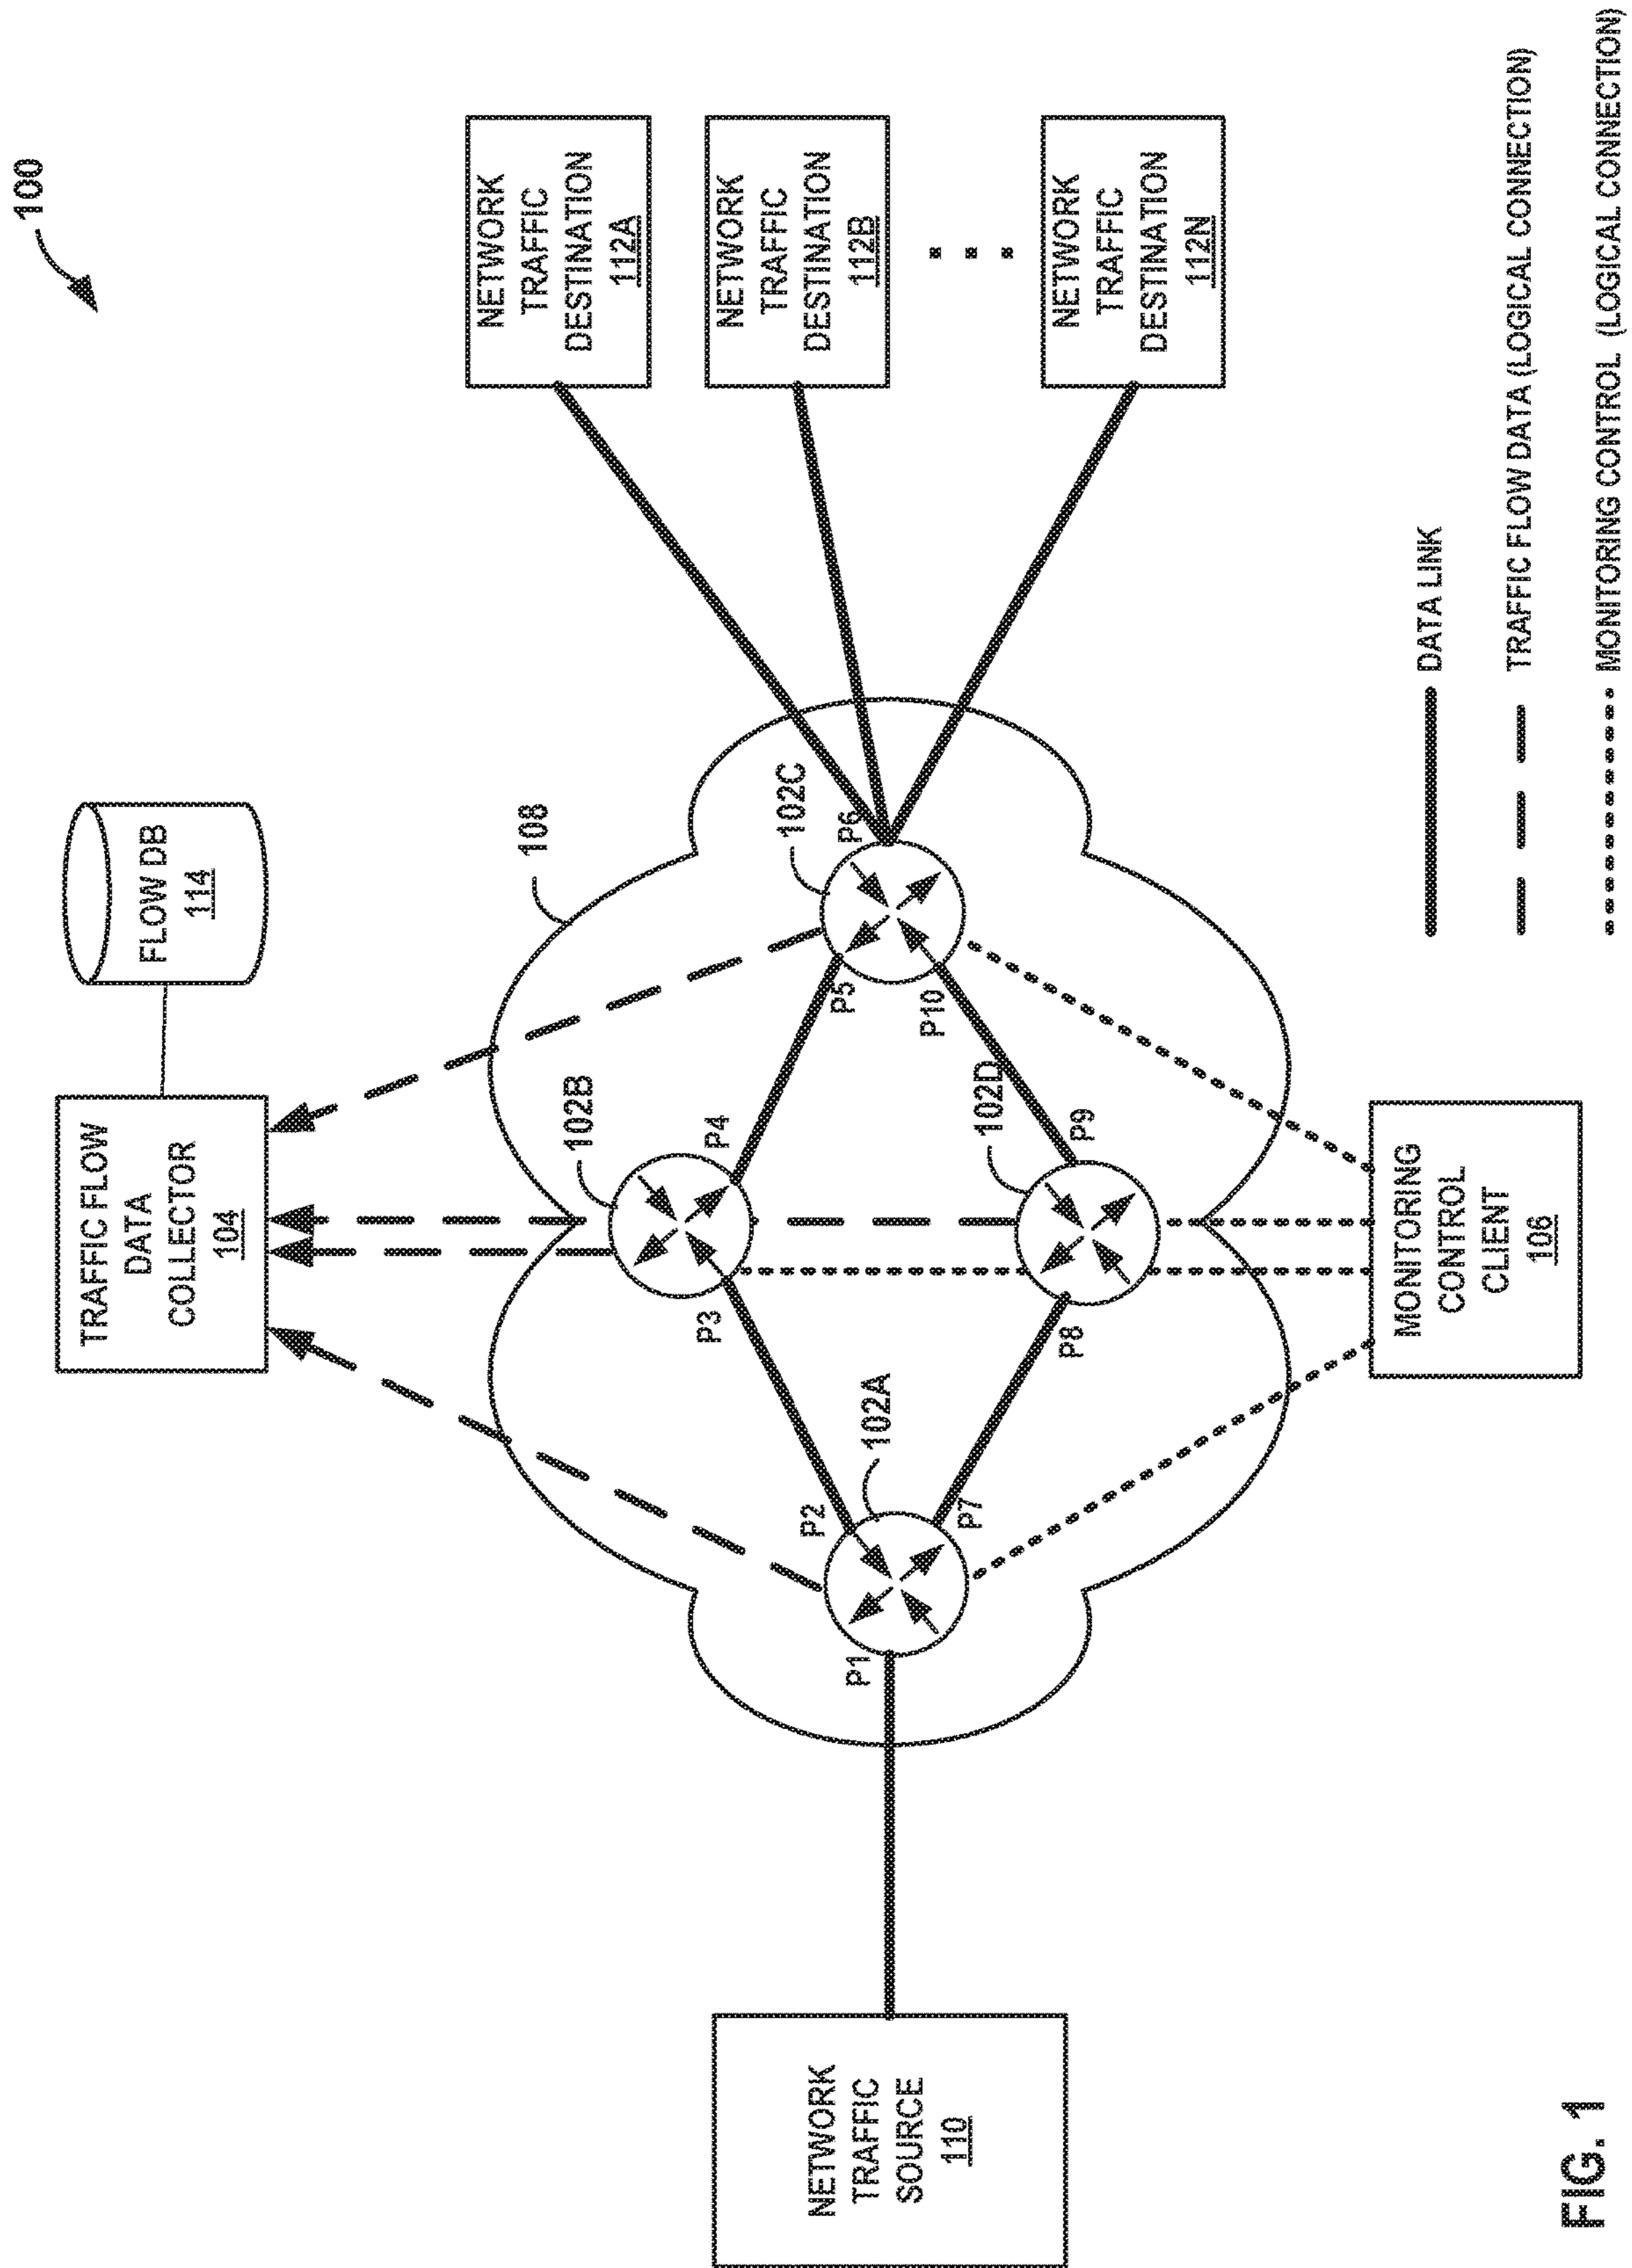 100
TRAFFIC FLOW
DATA
COLLECTOR
104
FLOW DB
114
108
102B
102C
P3
P4
P5
P6
P10
102A
P2
P1
P7
102D
P8
P9
NETWORK
TRAFFIC
SOURCE
110
NETWORK
TRAFFIC
DESTINATION
112A
NETWORK
TRAFFIC
DESTINATION
112B
NETWORK
TRAFFIC
DESTINATION
112N
MONITORING
CONTROL
CLIENT
106
DATA LINK
TRAFFIC FLOW DATA (LOGICAL CONNECTION)
MONITORING CONTROL (LOGICAL CONNECTION)
FIG. 1